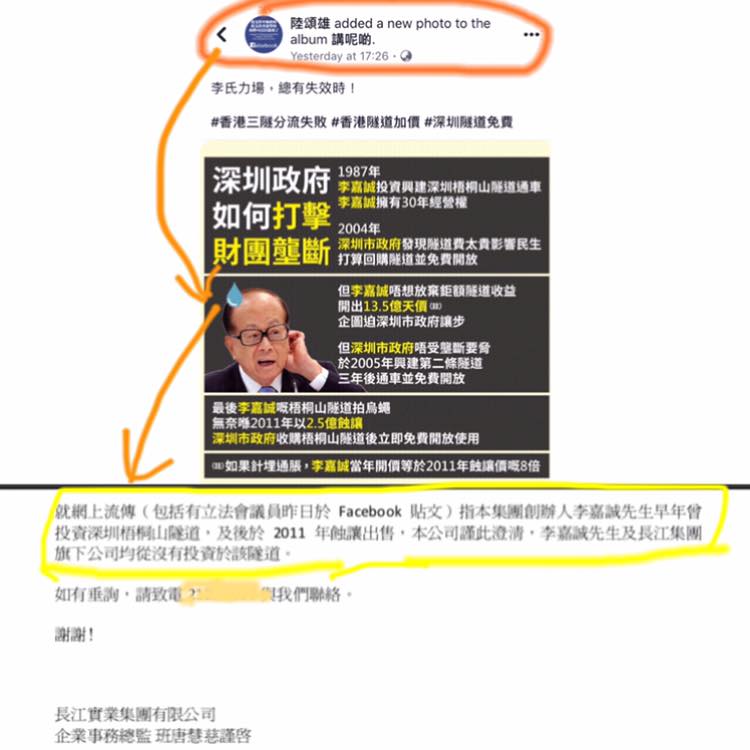 陸頌雄 added a new photo to the
album 講呢啲.
Yesterday at 17:26
李氏力場，總有失效時！
#香港三隧分流失敗 #香港隧道加價 #深圳隧道免費
深圳政府
如何打擊
財團壟斷
1987年
李嘉誠投資興建深圳梧桐山隧道通車
李嘉誠擁有30年經營權
2004年
深圳市政府發現隧道費太貴影響民生
打算回購隧道並免費開放
但李嘉誠唔想放棄鉅額隧道收益
開出13.5億天價(註)
企圖迫深圳市政府讓步
但深圳市政府唔受壟斷要脅
於2005年興建第二條隧道
三年後通車並免費開放
最後李嘉誠嘅梧桐山隧道拍烏蠅
無奈喺2011年以2.5億蝕讓
深圳市政府收購梧桐山隧道後立即免費開放使用
(註)如果計埋通脹，李嘉誠當年開價等於2011年蝕讓價嘅8倍
就網上流傳（包括有立法會議員昨日於 Facebook 貼文）指本集團創辦人李嘉誠先生早年曾
投資深圳梧桐山隧道，及後於 2011 年蝕讓出售，本公司謹此澄清，李嘉誠先生及長江集團
旗下公司均從沒有投資於該隧道。
如有垂詢，請致電 與我們聯絡。
謝謝!
長江實業集團有限公司
企業事務總監 班唐慧慈謹啓